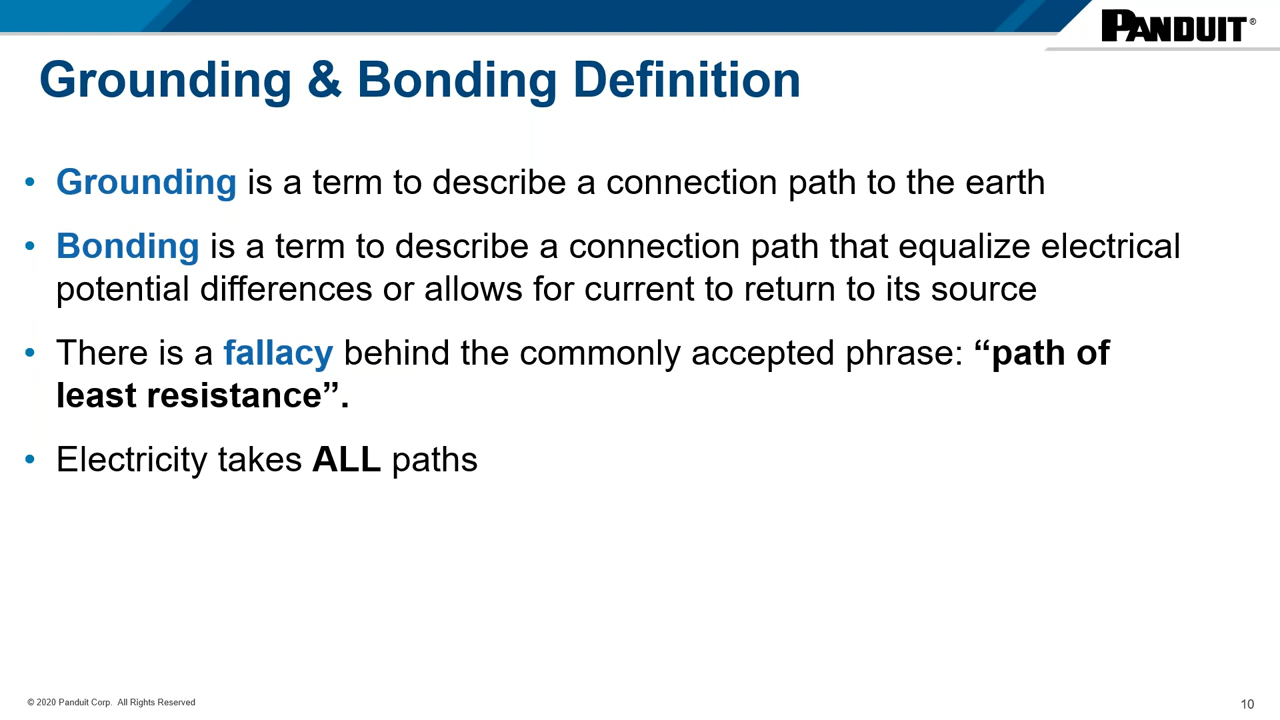 PANDUIT®
Grounding & Bonding Definition
• Grounding is a term to describe a connection path to the earth
• Bonding is a term to describe a connection path that equalize electrical
potential differences or allows for current to return to its source
• There is a fallacy behind the commonly accepted phrase: “path of
least resistance”.
• Electricity takes ALL paths
© 2020 Panduit Corp. All Rights Reserved
10